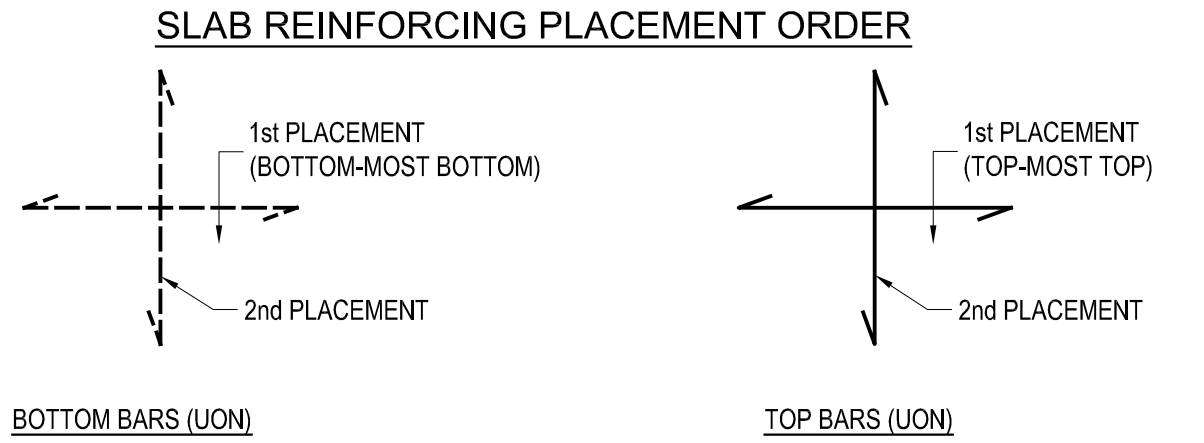 SLAB REINFORCING PLACEMENT ORDER
1st PLACEMENT
(BOTTOM-MOST BOTTOM)
2nd PLACEMENT
BOTTOM BARS (UON)
1st PLACEMENT
(TOP-MOST TOP)
2nd PLACEMENT
TOP BARS (UON)